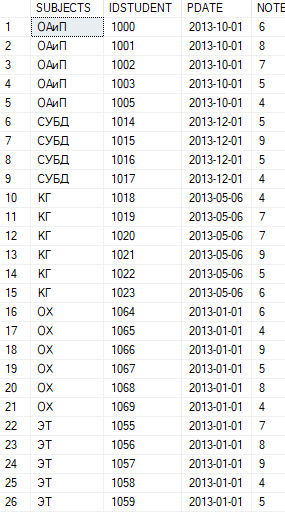 SUBJECTS IDSTUDENT PDATE NOTE
1 ОАиП 1000 2013-10-01 6
2 ОАиП 1001 2013-10-01 8
3 ОАиП 1002 2013-10-01 7
4 ОАиП 1003 2013-10-01 5
5 ОАиП 1005 2013-10-01 4
6 СУБД 1014 2013-12-01 5
7 СУБД 1015 2013-12-01 9
8 СУБД 1016 2013-12-01 5
9 СУБД 1017 2013-12-01 4
10 КГ 1018 2013-05-06 4
11 КГ 1019 2013-05-06 7
12 КГ 1020 2013-05-06 7
13 КГ 1021 2013-05-06 9
14 КГ 1022 2013-05-06 5
15 КГ 1023 2013-05-06 6
16 ОХ 1064 2013-01-01 6
17 ОХ 1065 2013-01-01 4
18 ОХ 1066 2013-01-01 9
19 ОХ 1067 2013-01-01 5
20 ОХ 1068 2013-01-01 8
21 ОХ 1069 2013-01-01 4
22 ЭТ 1055 2013-01-01 7
23 ЭТ 1056 2013-01-01 8
24 ЭТ 1057 2013-01-01 9
25 ЭТ 1058 2013-01-01 4
26 ЭТ 1059 2013-01-01 5